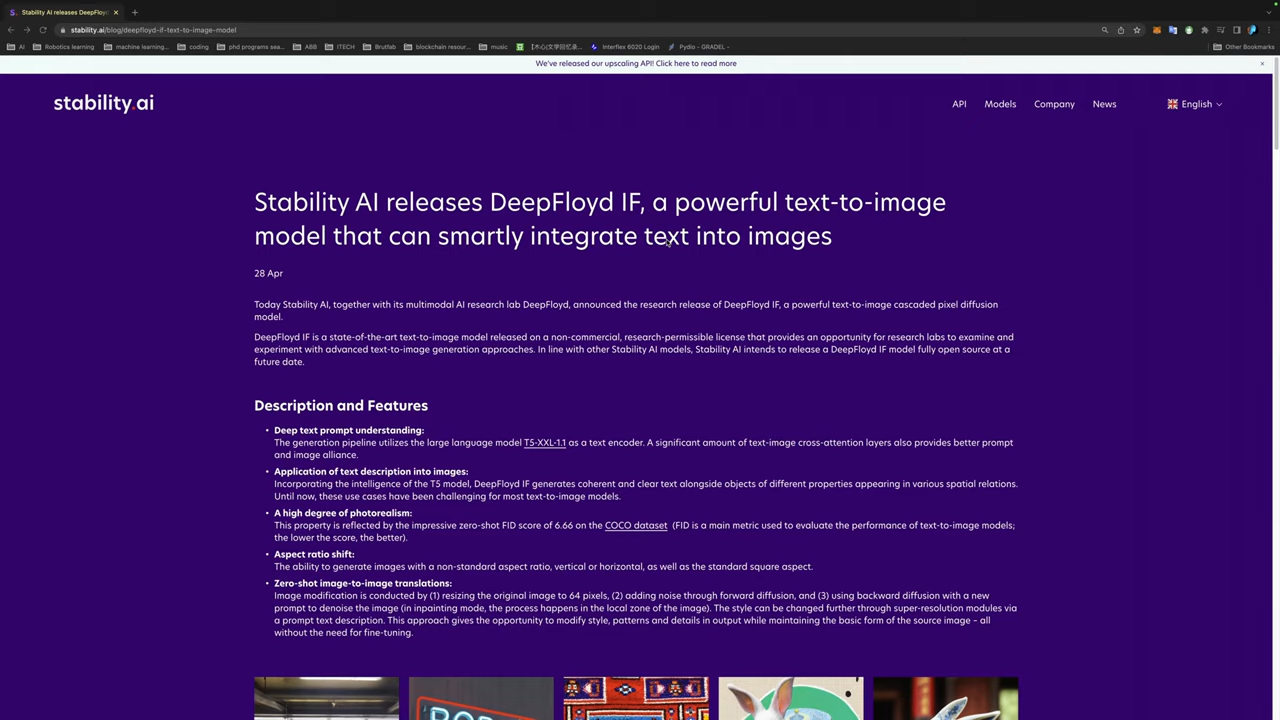 Stability AI releases DeepFloyd
stability.ai/blog/deepfloyd-if-text-to-image-model
AI Robotics learning machine learning... coding phd programs sea... ABB ITECH Brutfab blockchain resour... music 【木心|文学回忆录... Interflex 6020 Login Pydio - GRADEL - Other Bookmarks
We've released our upscaling API! Click here to read more
stability.ai API Models Company News English
Stability AI releases DeepFloyd IF, a powerful text-to-image
model that can smartly integrate text into images
28 Apr
Today Stability AI, together with its multimodal AI research lab DeepFloyd, announced the research release of DeepFloyd IF, a powerful text-to-image cascaded pixel diffusion
model.
DeepFloyd IF is a state-of-the-art text-to-image model released on a non-commercial, research-permissible license that provides an opportunity for research labs to examine and
experiment with advanced text-to-image generation approaches. In line with other Stability AI models, Stability AI intends to release a DeepFloyd IF model fully open source at a
future date.
Description and Features
• Deep text prompt understanding:
The generation pipeline utilizes the large language model T5-XXL-1.1 as a text encoder. A significant amount of text-image cross-attention layers also provides better prompt
and image alliance.
• Application of text description into images:
Incorporating the intelligence of the T5 model, DeepFloyd IF generates coherent and clear text alongside objects of different properties appearing in various spatial relations.
Until now, these use cases have been challenging for most text-to-image models.
• A high degree of photorealism:
This property is reflected by the impressive zero-shot FID score of 6.66 on the COCO dataset (FID is a main metric used to evaluate the performance of text-to-image models;
the lower the score, the better).
• Aspect ratio shift:
The ability to generate images with a non-standard aspect ratio, vertical or horizontal, as well as the standard square aspect.
• Zero-shot image-to-image translations:
Image modification is conducted by (1) resizing the original image to 64 pixels, (2) adding noise through forward diffusion, and (3) using backward diffusion with a new
prompt to denoise the image (in inpainting mode, the process happens in the local zone of the image). The style can be changed further through super-resolution modules via
a prompt text description. This approach gives the opportunity to modify style, patterns and details in output while maintaining the basic form of the source image – all
without the need for fine-tuning.